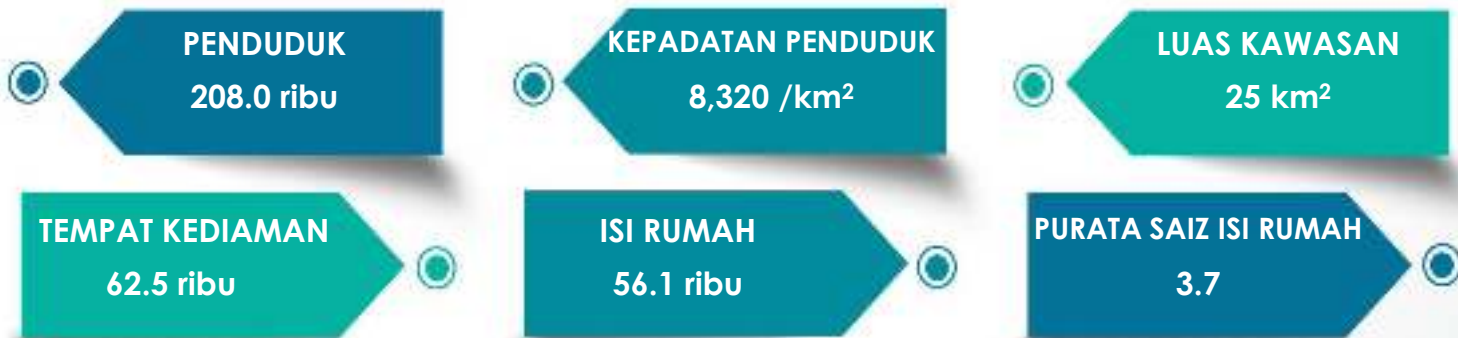 PENDUDUK
208.0 ribu
KEPADATAN PENDUDUK
8,320 /km²
LUAS KAWASAN
25 km²
TEMPAT KEDIAMAN
62.5 ribu
ISI RUMAH
56.1 ribu
PURATA SAIZ ISI RUMAH
3.7